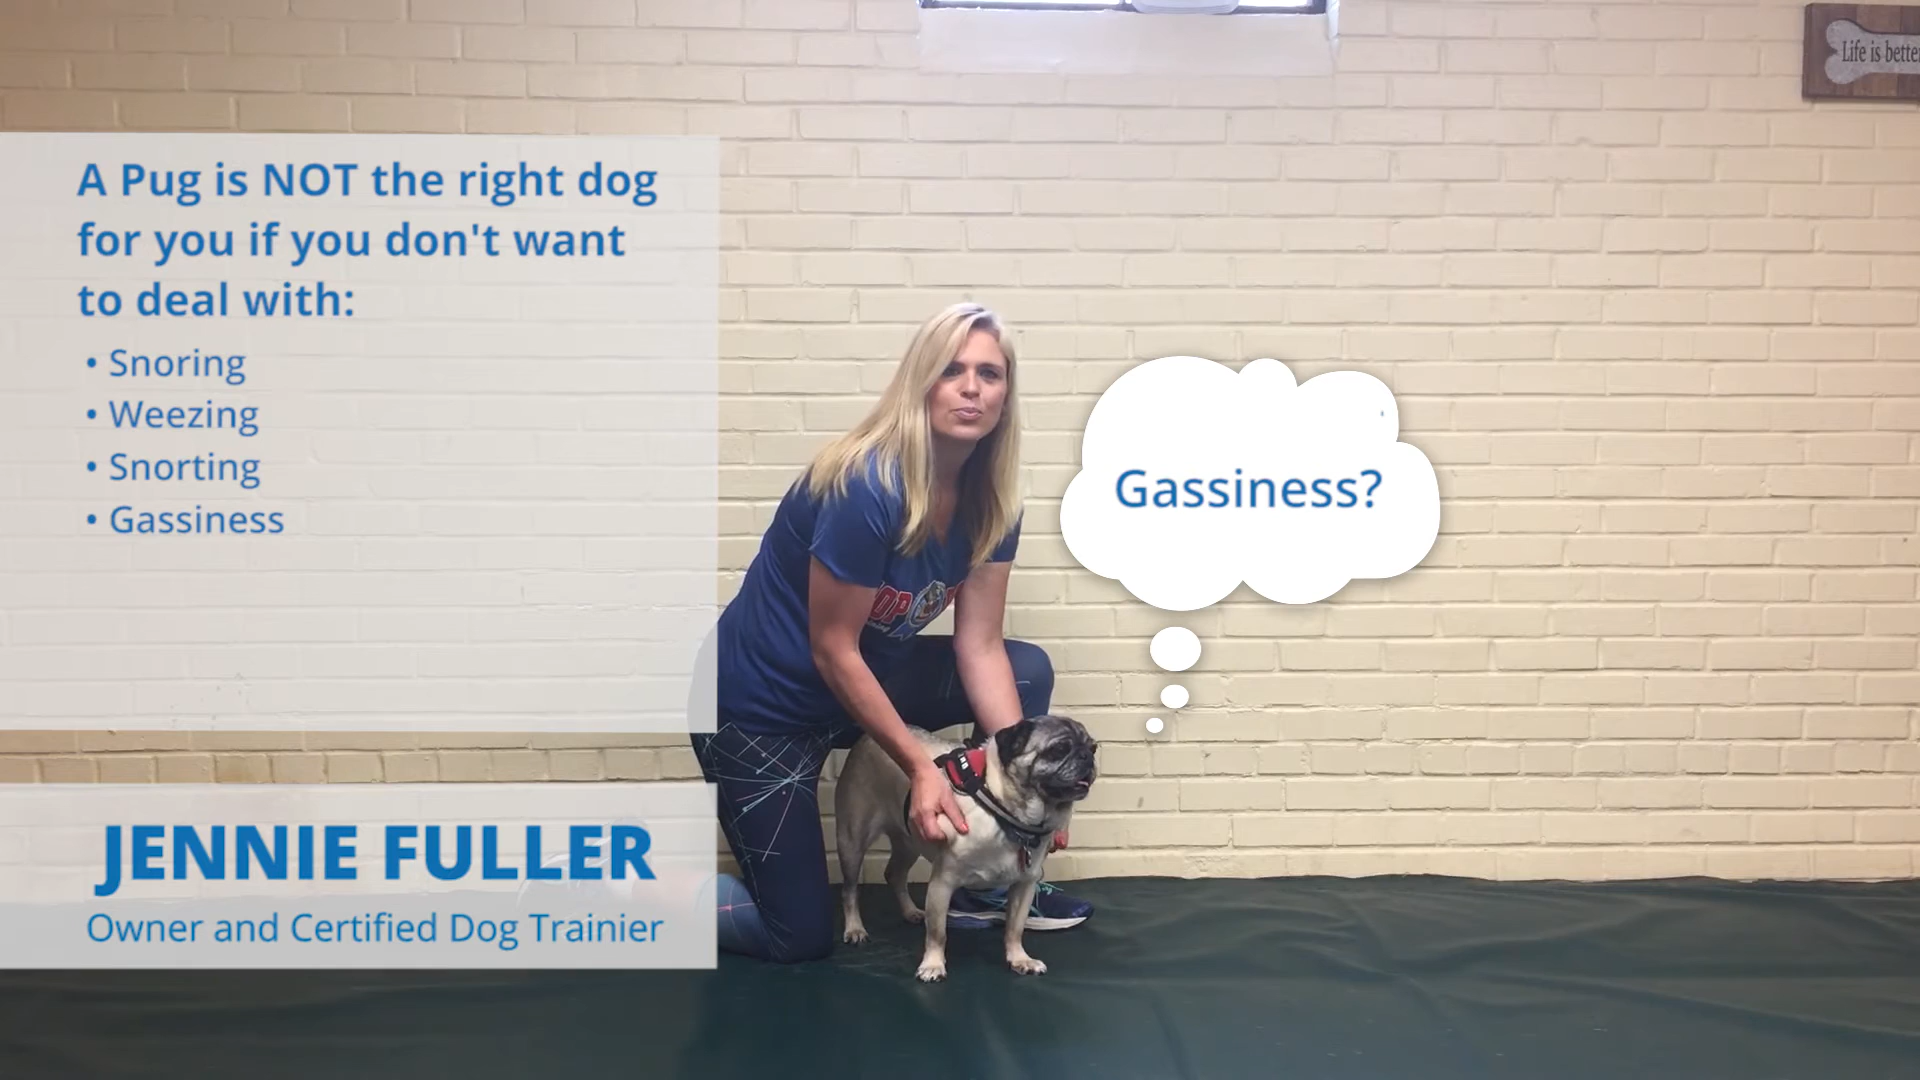 Life is bette
A Pug is NOT the right dog
for you if you don't want
to deal with:
• Snoring
• Weezing
• Snorting
• Gassiness
Gassiness?
JENNIE FULLER
Owner and Certified Dog Trainier